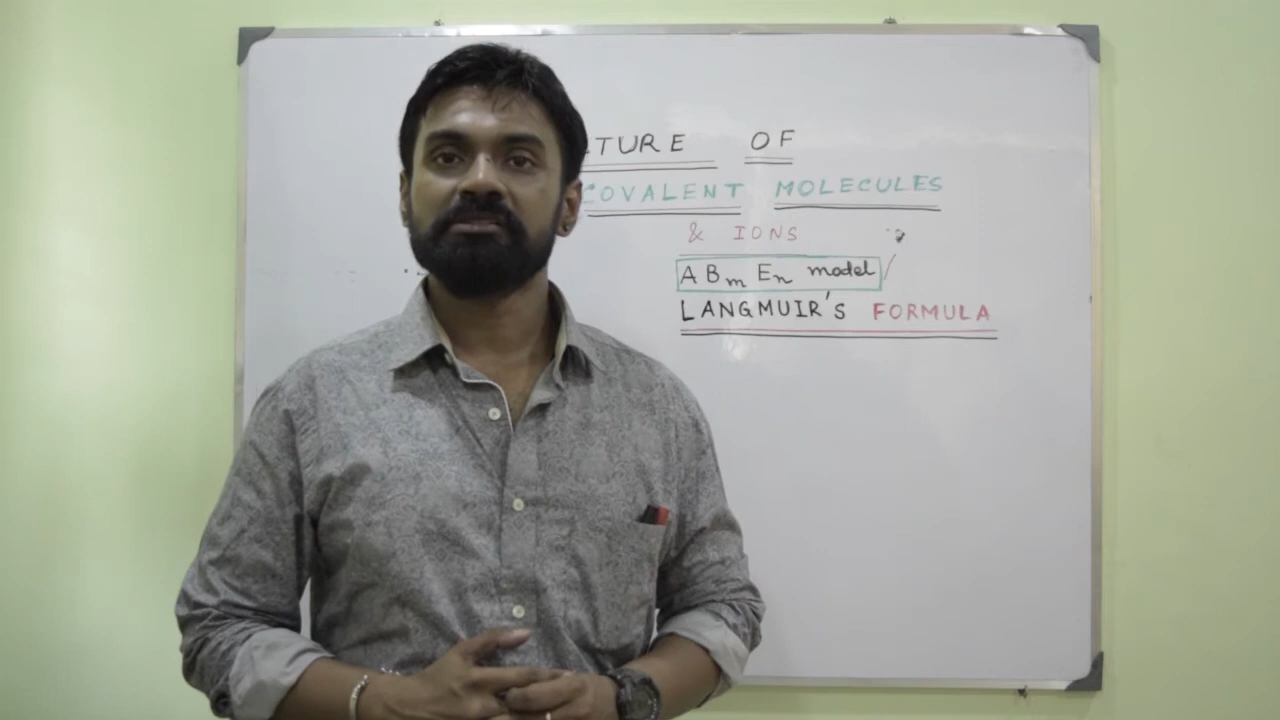 TURE OF
COVALENT MOLECULES
& IONS
A Bm En model
LANGMUIR'S FORMULA